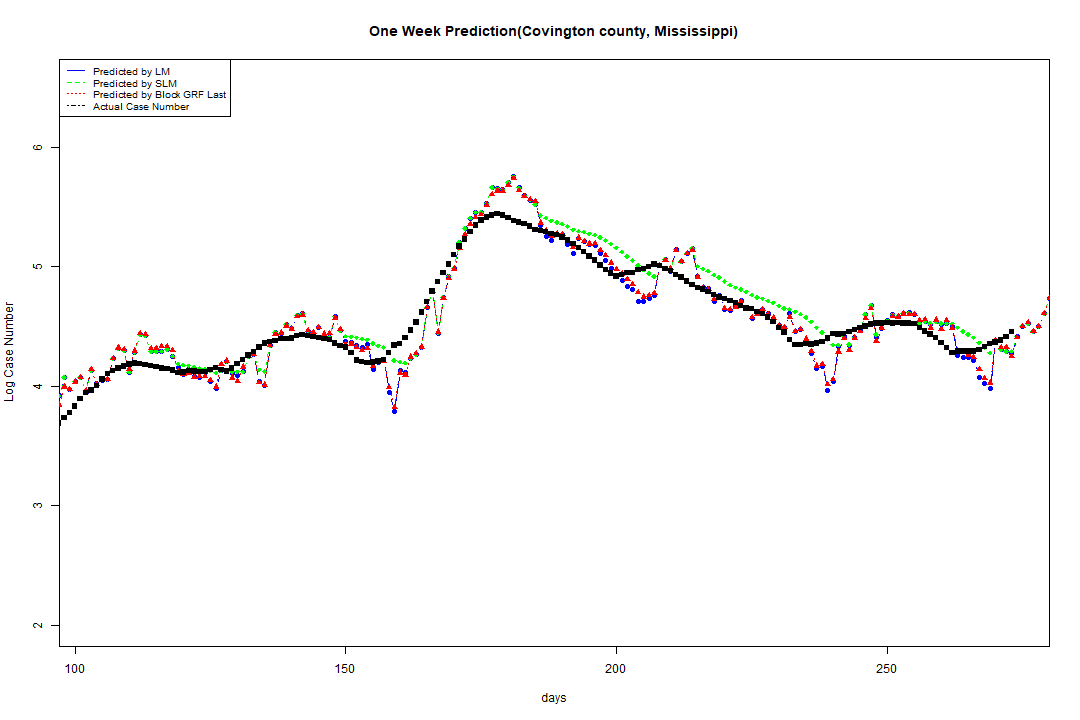 One Week Prediction(Covington county, Mississippi)
Predicted by LM
Predicted by SLM
Predicted by Block GRF Last
Actual Case Number
Log Case Number
6
5
4
3
2
100 150 200 250
days